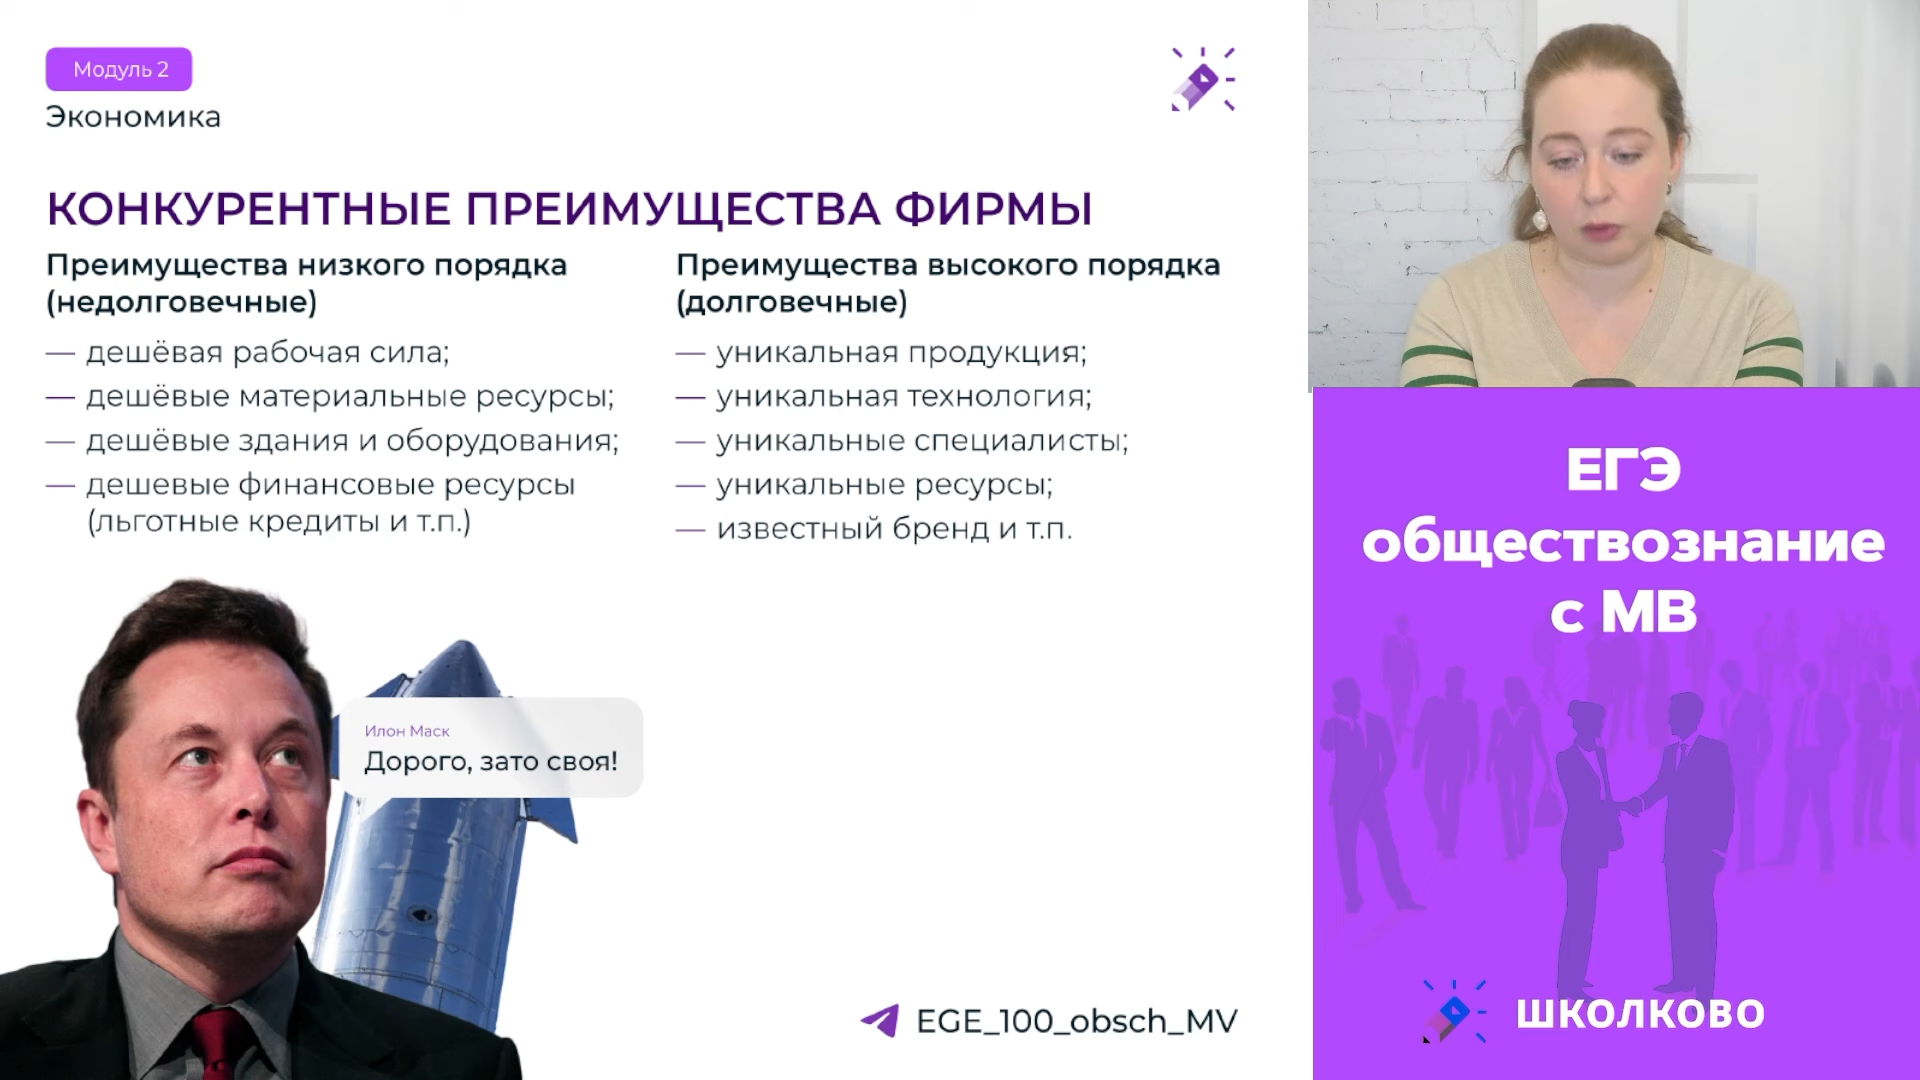 Модуль 2
Экономика
КОНКУРЕНТНЫЕ ПРЕИМУЩЕСТВА ФИРМЫ
Преимущества низкого порядка
(недолговечные)
— дешёвая рабочая сила;
— дешёвые материальные ресурсы;
— дешёвые здания и оборудования;
— дешевые финансовые ресурсы
(льготные кредиты и т.п.)
Преимущества высокого порядка
(долговечные)
— уникальная продукция;
— уникальная технология;
— уникальные специалисты;
— уникальные ресурсы;
— известный бренд и т.п.
Илон Маск
Дорого, зато своя!
EGE_100_obsch_MV
ЕГЭ
обществознание
с МВ
ШКОЛКОВО